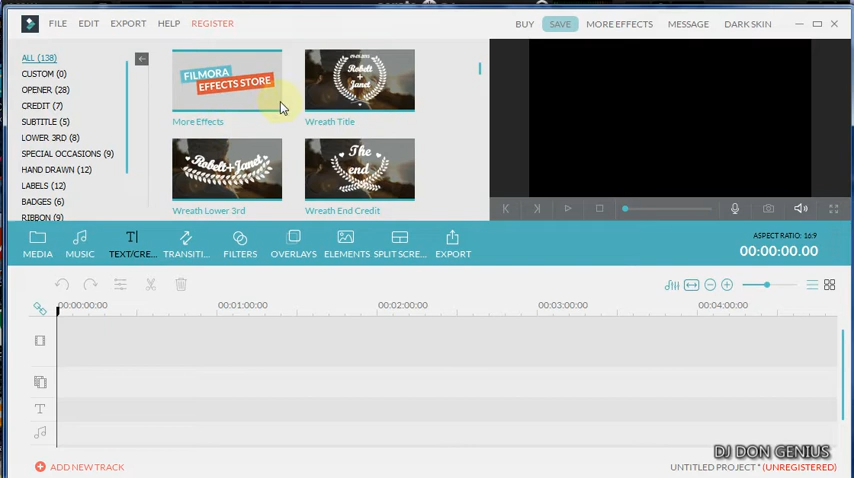 FILE EDIT EXPORT HELP REGISTER BUY SAVE MORE EFFECTS MESSAGE DARK SKIN
ALL (138)
CUSTOM (0)
OPENER (28)
CREDIT (7)
SUBTITLE (5)
LOWER 3RD (8)
SPECIAL OCCASIONS (9)
HAND DRAWN (12)
LABELS (12)
BADGES (6)
RIBBON (9)
FILMORA
EFFECTS STORE
More Effects
Robelt
+
Janet
Wreath Title
Robelt+Janet
Wreath Lower 3rd
The
end
Wreath End Credit
MEDIA MUSIC TEXT/CRE... TRANSITI... FILTERS OVERLAYS ELEMENTS SPLIT SCRE... EXPORT
ASPECT RATIO: 16:9
00:00:00.00
00:00:00:00 00:01:00:00 00:02:00:00 00:03:00:00 00:04:00:00
DJ DON GENIUS
ADD NEW TRACK
UNTITLED PROJECT * (UNREGISTERED)